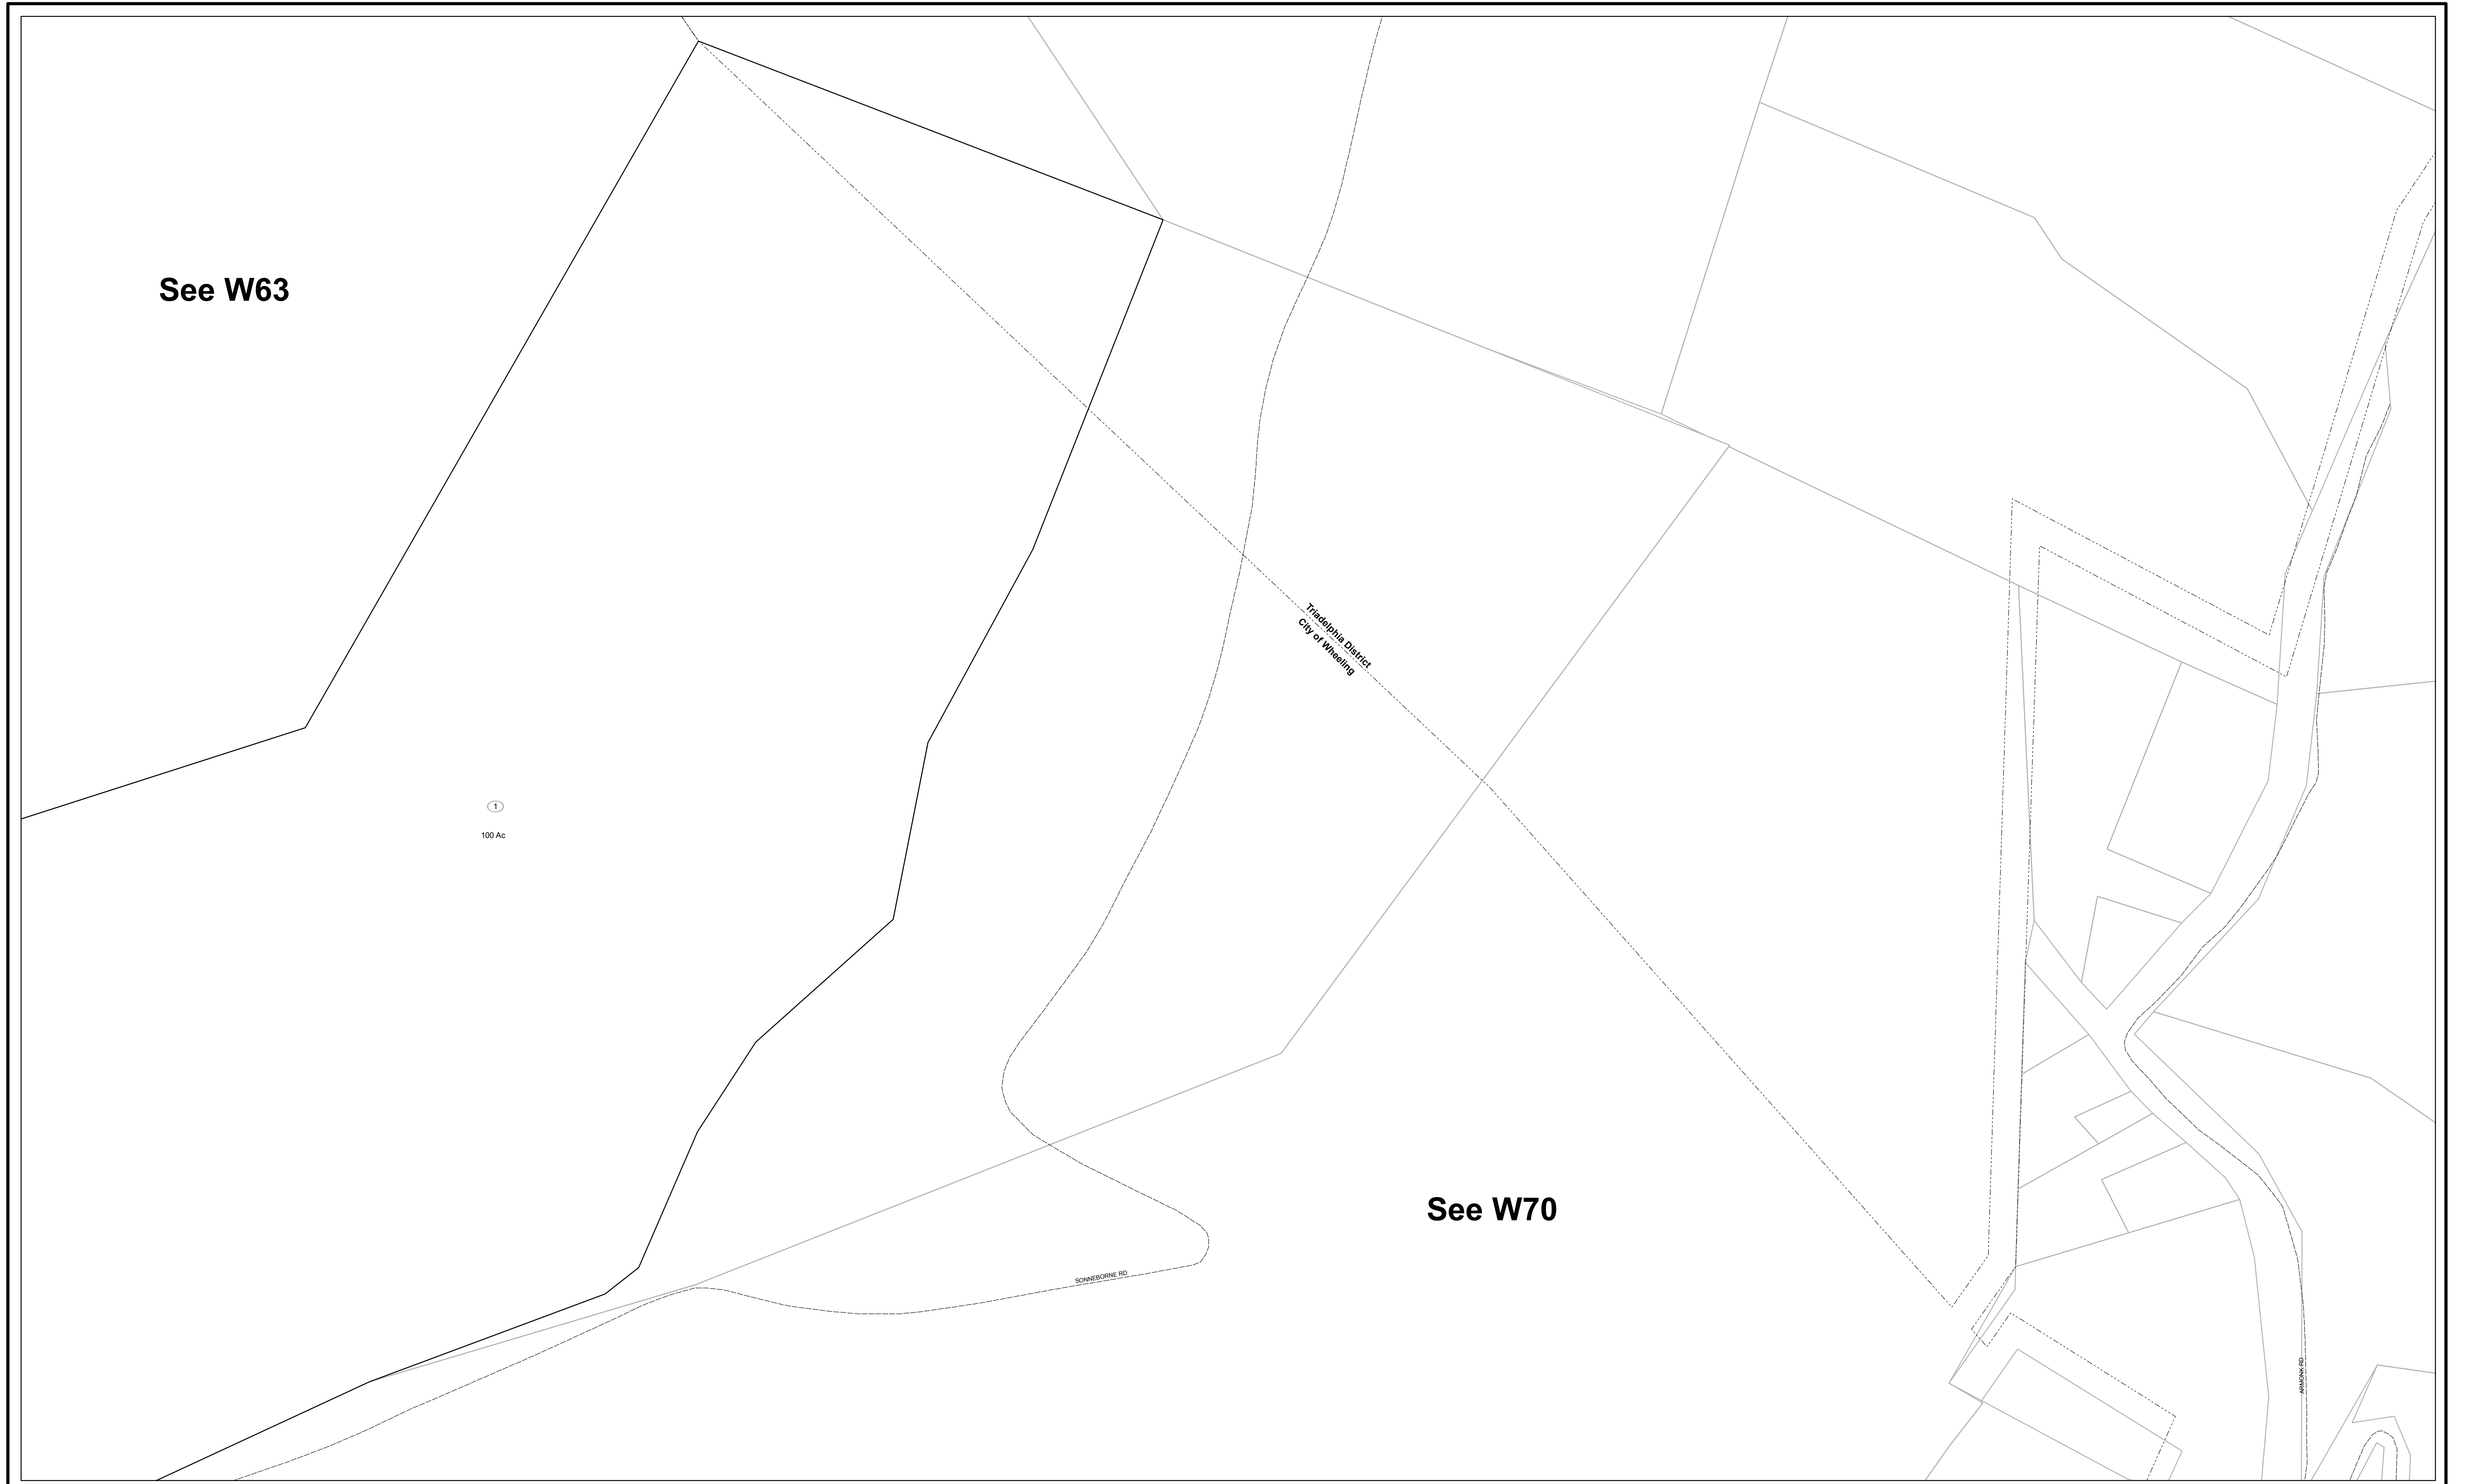 See W63
Triadelphia District
City of Wheeling
1
100 Ac
See W70
SONNEBORNE RD
ARMONK RD